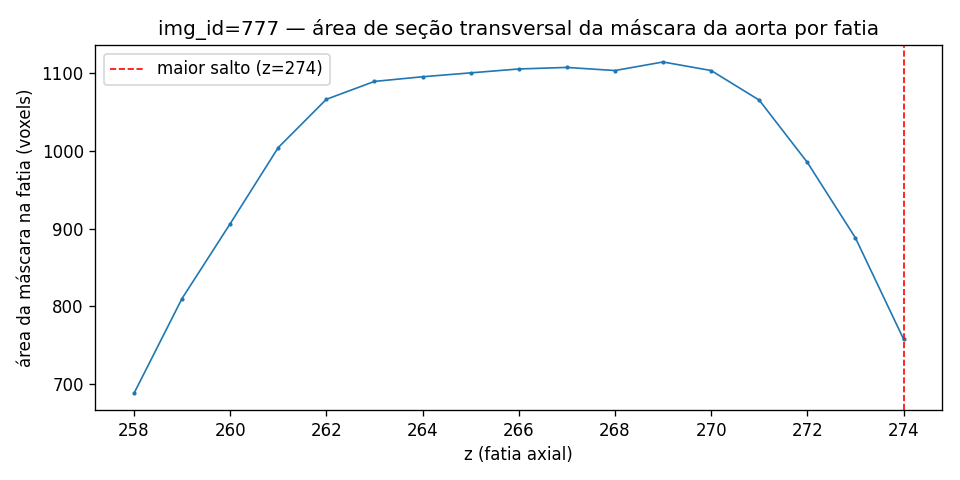 img_id=777 — área de seção transversal da máscara da aorta por fatia
maior salto (z=274)
área da máscara na fatia (voxels)
1100
1000
900
800
700
258 260 262 264 266 268 270 272 274
z (fatia axial)